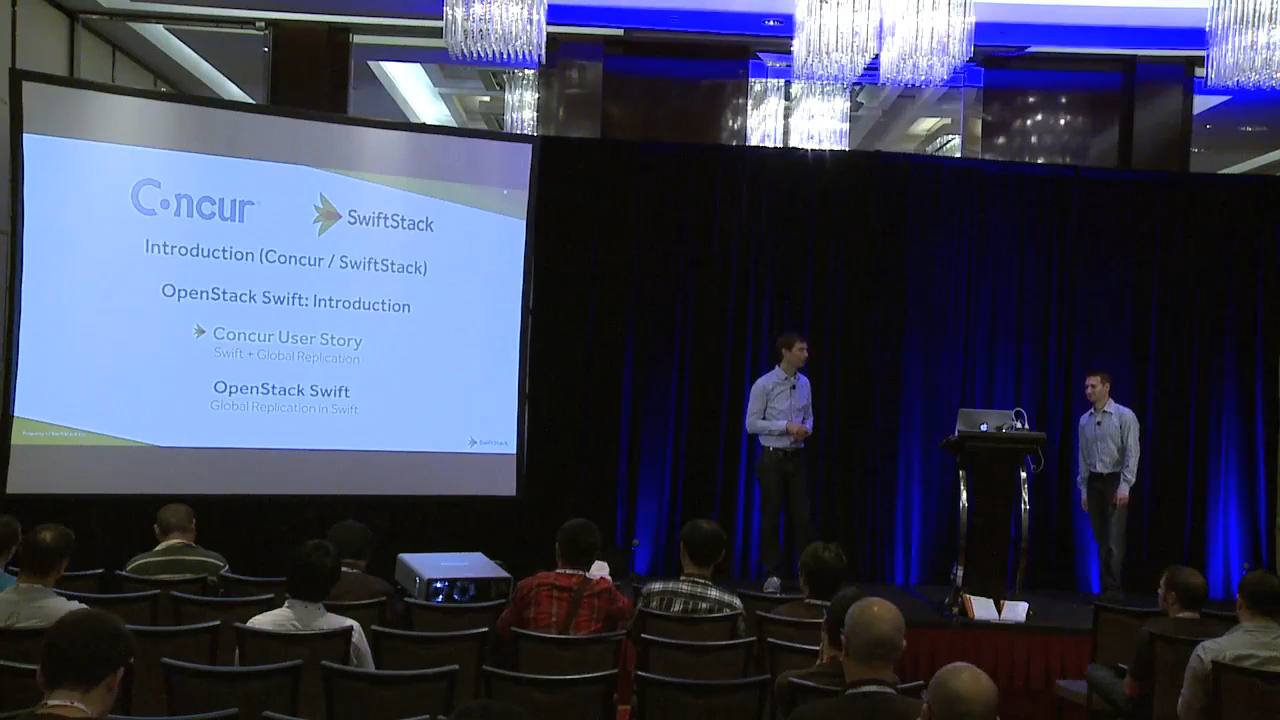 Concur
SwiftStack
Introduction (Concur / SwiftStack)
OpenStack Swift: Introduction
Concur User Story
Swift + Global Replication
OpenStack Swift
Global Replication in Swift
SwiftStack